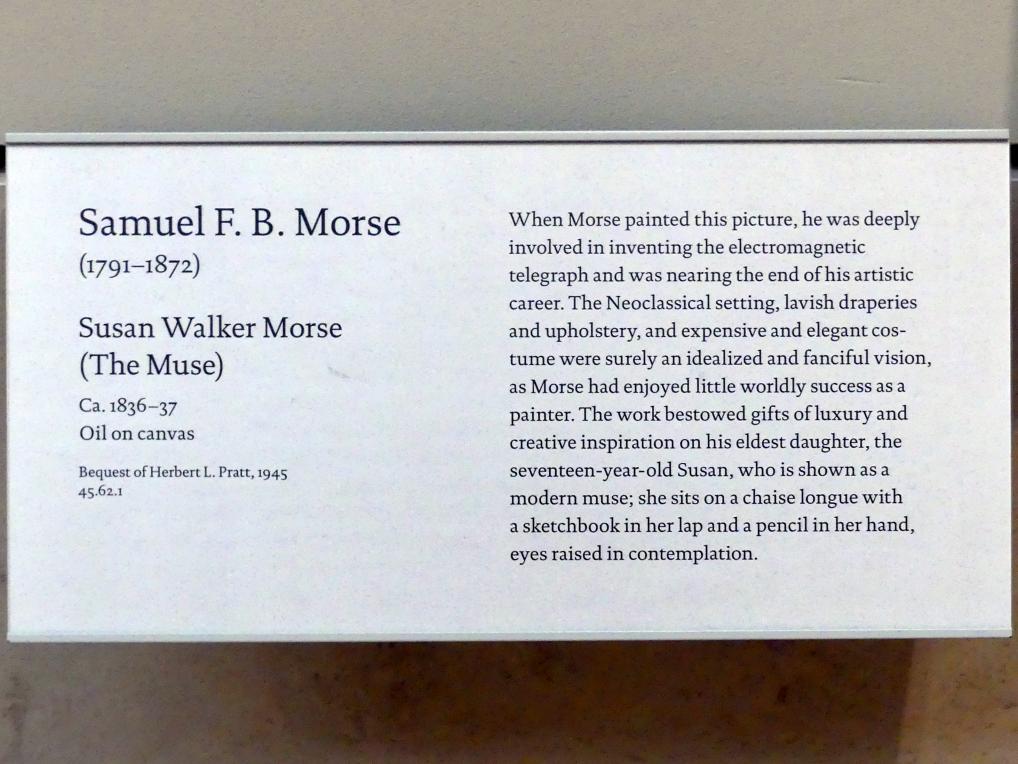 Samuel F. B. Morse
(1791–1872)
Susan Walker Morse
(The Muse)
Ca. 1836–37
Oil on canvas
Bequest of Herbert L. Pratt, 1945
45.62.1
When Morse painted this picture, he was deeply
involved in inventing the electromagnetic
telegraph and was nearing the end of his artistic
career. The Neoclassical setting, lavish draperies
and upholstery, and expensive and elegant cos-
tume were surely an idealized and fanciful vision,
as Morse had enjoyed little worldly success as a
painter. The work bestowed gifts of luxury and
creative inspiration on his eldest daughter, the
seventeen-year-old Susan, who is shown as a
modern muse; she sits on a chaise longue with
a sketchbook in her lap and a pencil in her hand,
eyes raised in contemplation.